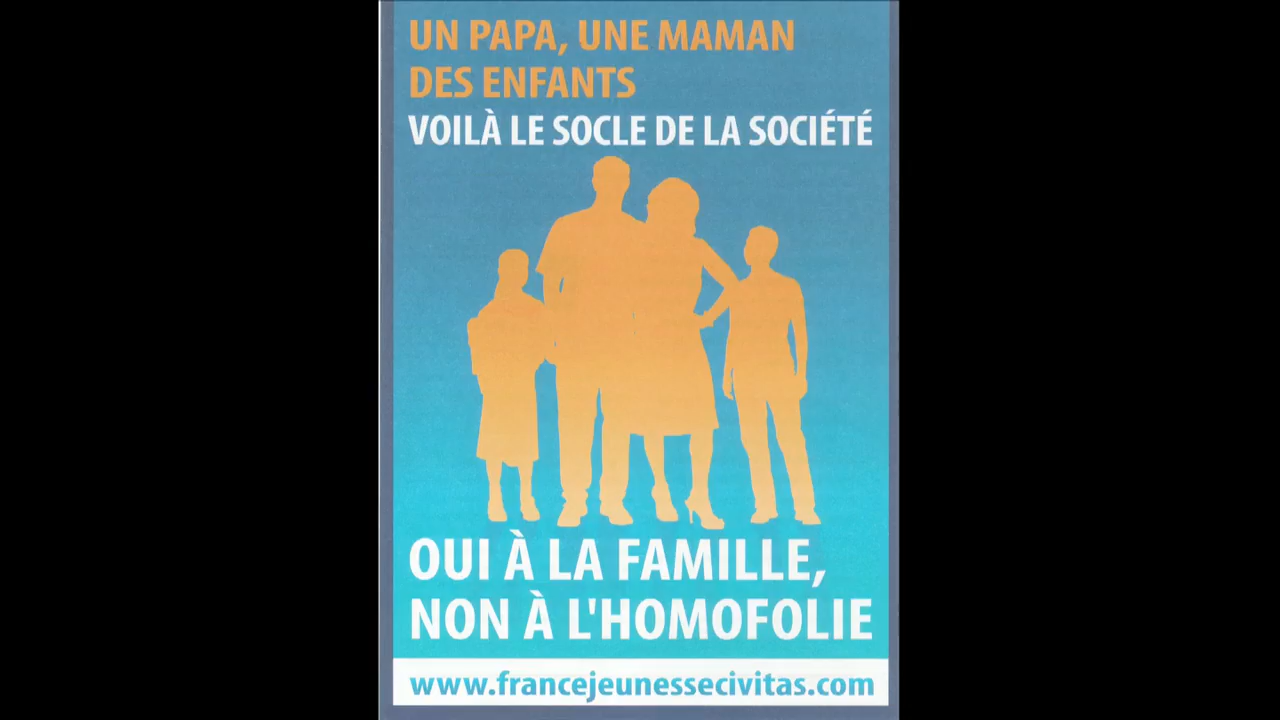 UN PAPA, UNE MAMAN
DES ENFANTS
VOILÀ LE SOCLE DE LA SOCIÉTÉ
OUI À LA FAMILLE,
NON À L'HOMOFOLIE
www.francejeunessecivitas.com